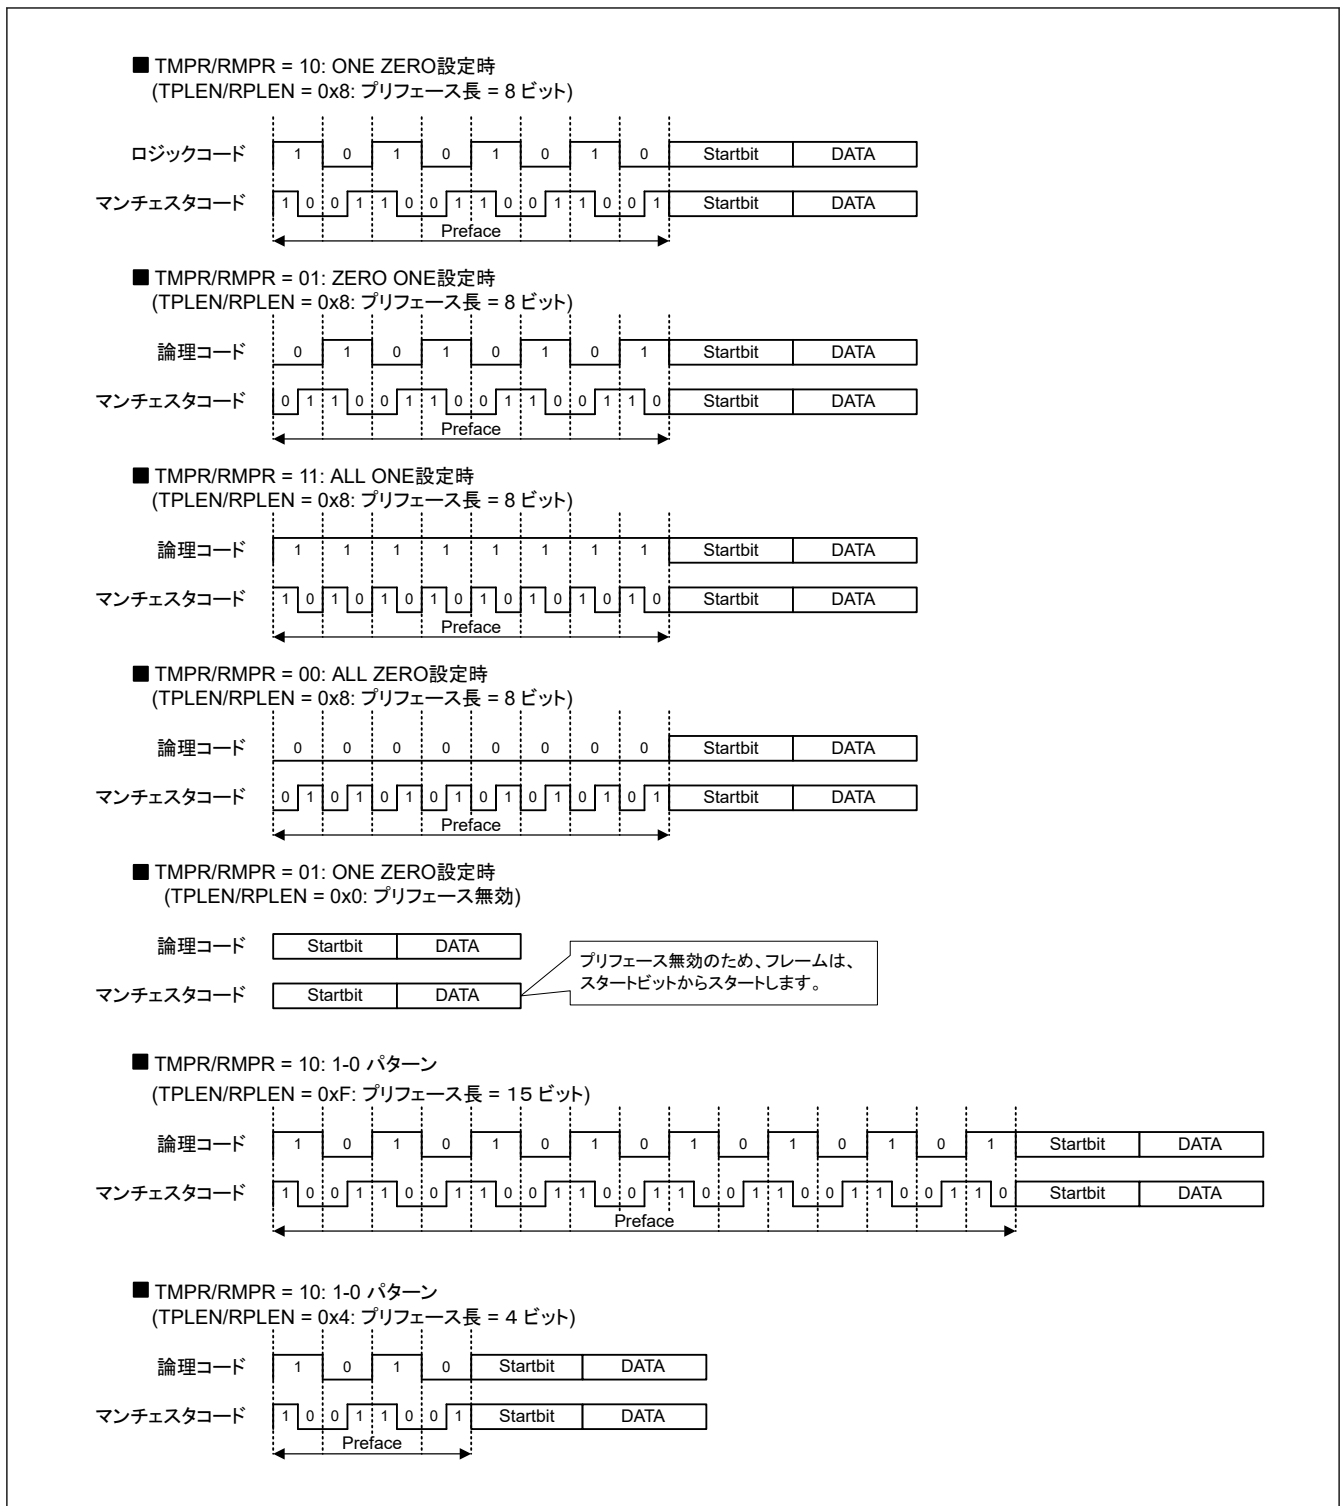 ■ TMPR/RMPR = 10: ONE ZERO設定時
(TPLEN/RPLEN = 0x8: プリフェース長 = 8 ビット)
ロジックコード 1 0 1 0 1 0 1 0 Startbit DATA
マンチェスタコード 1 0 0 1 1 0 0 1 1 0 0 1 1 0 0 1 Startbit DATA
Preface
■ TMPR/RMPR = 01: ZERO ONE設定時
(TPLEN/RPLEN = 0x8: プリフェース長 = 8 ビット)
論理コード 0 1 0 1 0 1 0 1 Startbit DATA
マンチェスタコード 0 1 1 0 0 1 1 0 0 1 1 0 0 1 1 0 Startbit DATA
Preface
■ TMPR/RMPR = 11: ALL ONE設定時
(TPLEN/RPLEN = 0x8: プリフェース長 = 8 ビット)
論理コード 1 1 1 1 1 1 1 1 Startbit DATA
マンチェスタコード 1 0 1 0 1 0 1 0 1 0 1 0 1 0 1 0 Startbit DATA
Preface
■ TMPR/RMPR = 00: ALL ZERO設定時
(TPLEN/RPLEN = 0x8: プリフェース長 = 8 ビット)
論理コード 0 0 0 0 0 0 0 0 Startbit DATA
マンチェスタコード 0 1 0 1 0 1 0 1 0 1 0 1 0 1 0 1 Startbit DATA
Preface
■ TMPR/RMPR = 01: ONE ZERO設定時
(TPLEN/RPLEN = 0x0: プリフェース無効)
論理コード Startbit DATA
マンチェスタコード Startbit DATA
プリフェース無効のため、フレームは、
スタートビットからスタートします。
■ TMPR/RMPR = 10: 1-0 パターン
(TPLEN/RPLEN = 0xF: プリフェース長 = 15 ビット)
論理コード 1 0 1 0 1 0 1 0 1 0 1 0 1 0 1 Startbit DATA
マンチェスタコード 1 0 0 1 1 0 0 1 1 0 0 1 1 0 0 1 1 0 0 1 1 0 0 1 1 0 0 1 1 0 Startbit DATA
Preface
■ TMPR/RMPR = 10: 1-0 パターン
(TPLEN/RPLEN = 0x4: プリフェース長 = 4 ビット)
論理コード 1 0 1 0 Startbit DATA
マンチェスタコード 1 0 0 1 1 0 0 1 Startbit DATA
Preface